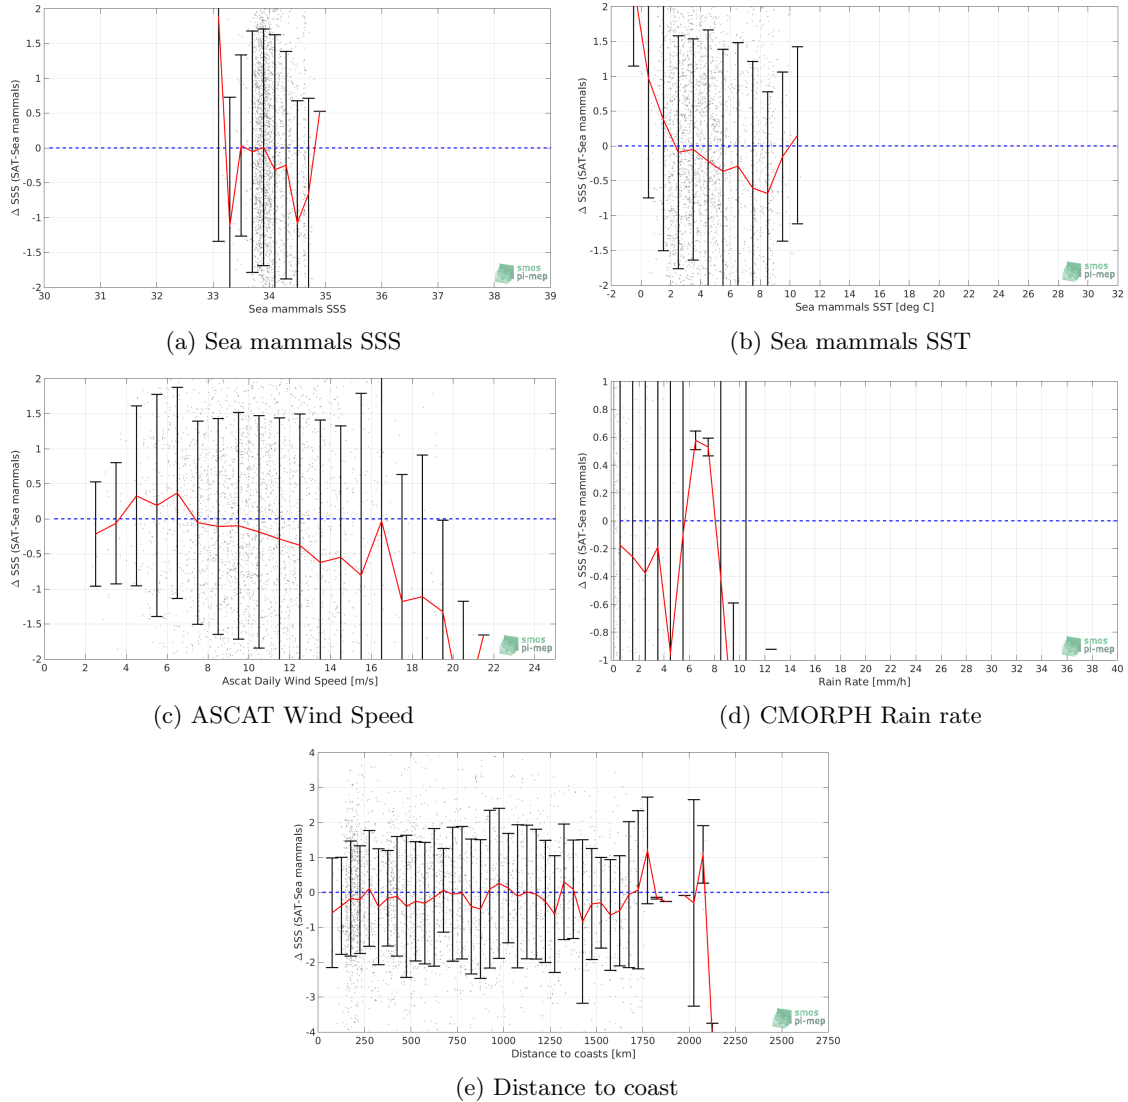 2
1.5
1
0.5
0
-0.5
-1
-1.5
-2
Δ SSS (SAT-Sea mammals)
30 31 32 33 34 35 36 37 38 39
Sea mammals SSS
smos
pi-mep
(a) Sea mammals SSS
2
1.5
1
0.5
0
-0.5
-1
-1.5
-2
Δ SSS (SAT-Sea mammals)
-2 0 2 4 6 8 10 12 14 16 18 20 22 24 26 28 30 32
Sea mammals SST [deg C]
smos
pi-mep
(b) Sea mammals SST
2
1.5
1
0.5
0
-0.5
-1
-1.5
-2
Δ SSS (SAT-Sea mammals)
0 2 4 6 8 10 12 14 16 18 20 22 24
Ascat Daily Wind Speed [m/s]
smos
pi-mep
(c) ASCAT Wind Speed
1
0.8
0.6
0.4
0.2
0
-0.2
-0.4
-0.6
-0.8
-1
Δ SSS (SAT-Sea mammals)
0 2 4 6 8 10 12 14 16 18 20 22 24 26 28 30 32 34 36 38 40
Rain Rate [mm/h]
smos
pi-mep
(d) CMORPH Rain rate
4
3
2
1
0
-1
-2
-3
-4
Δ SSS (SAT-Sea mammals)
0 250 500 750 1000 1250 1500 1750 2000 2250 2500 2750
Distance to coasts [km]
smos
pi-mep
(e) Distance to coast